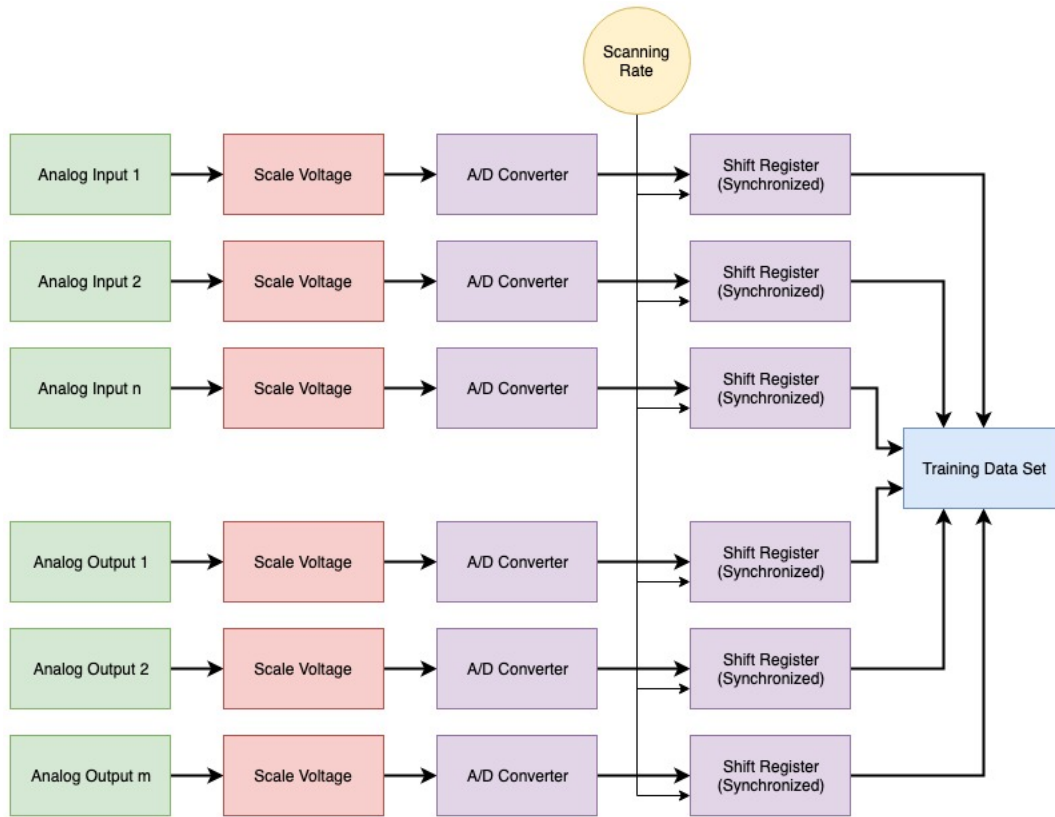 Scanning
Rate
Analog Input 1
Scale Voltage
A/D Converter
Shift Register
(Synchronized)
Analog Input 2
Scale Voltage
A/D Converter
Shift Register
(Synchronized)
Analog Input n
Scale Voltage
A/D Converter
Shift Register
(Synchronized)
Training Data Set
Analog Output 1
Scale Voltage
A/D Converter
Shift Register
(Synchronized)
Analog Output 2
Scale Voltage
A/D Converter
Shift Register
(Synchronized)
Analog Output m
Scale Voltage
A/D Converter
Shift Register
(Synchronized)